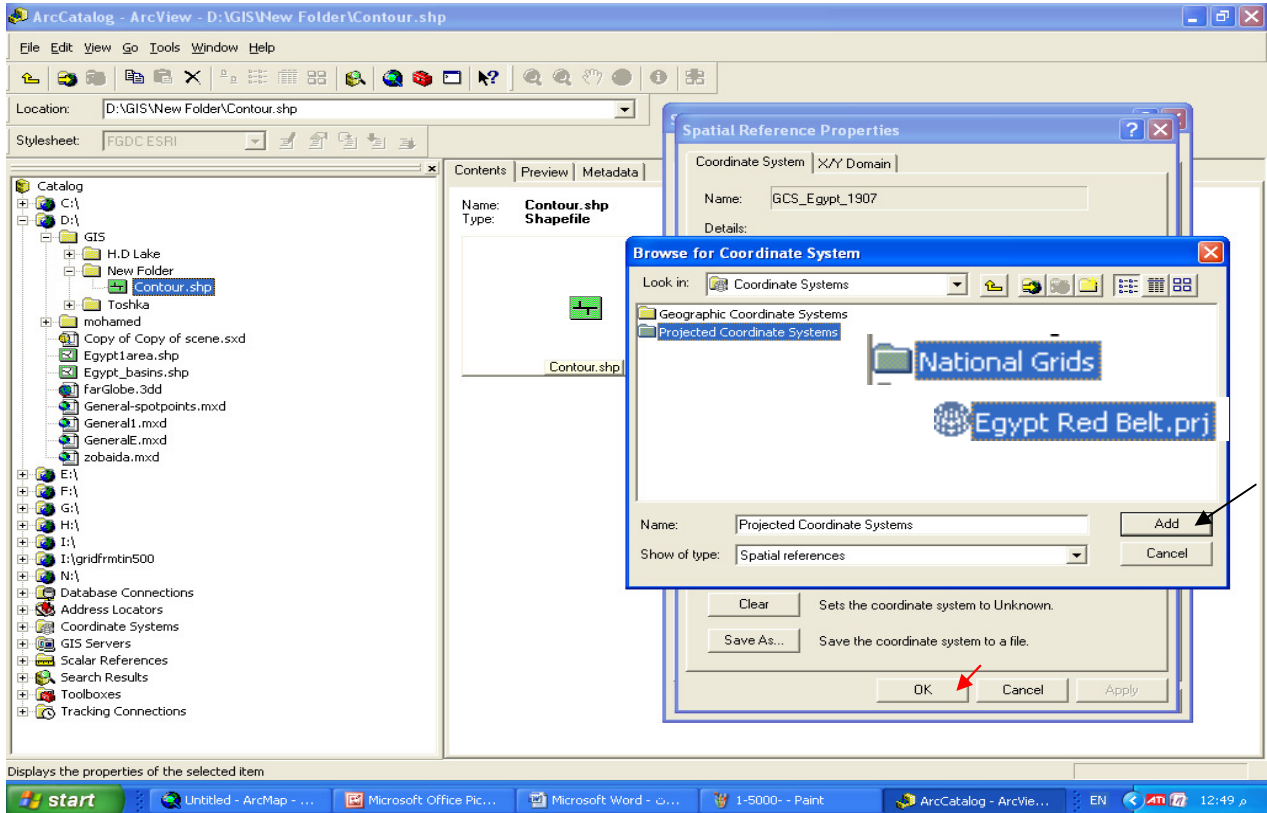 ArcCatalog - ArcView - D:\GIS\New Folder\Contour.shp
File Edit View Go Tools Window Help
Location: D:\GIS\New Folder\Contour.shp
Stylesheet: FGDC ESRI
Catalog
C:\
D:\
GIS
H.D Lake
New Folder
Contour.shp
Toshka
mohamed
Copy of Copy of scene.sxd
Egypt1area.shp
Egypt_basins.shp
farGlobe.3dd
General-spotpoints.mxd
General1.mxd
GeneralE.mxd
zobaida.mxd
E:\
F:\
G:\
H:\
I:\
I:\gridfrmtin500
N:\
Database Connections
Address Locators
Coordinate Systems
GIS Servers
Scalar References
Search Results
Toolboxes
Tracking Connections
Contents Preview Metadata
Name: Contour.shp
Type: Shapefile
Contour.shp
Spatial Reference Properties
Coordinate System X/Y Domain
Name: GCS_Egypt_1907
Details:
Browse for Coordinate System
Look in: Coordinate Systems
Geographic Coordinate Systems
Projected Coordinate Systems
National Grids
Egypt Red Belt.prj
Name: Projected Coordinate Systems Add
Show of type: Spatial references Cancel
Clear Sets the coordinate system to Unknown.
Save As... Save the coordinate system to a file.
OK Cancel Apply
Displays the properties of the selected item
start Untitled - ArcMap - ... Microsoft Office Pic... Microsoft Word - ت... 1-5000- - Paint ArcCatalog - ArcVie... EN ATI 12:49 م